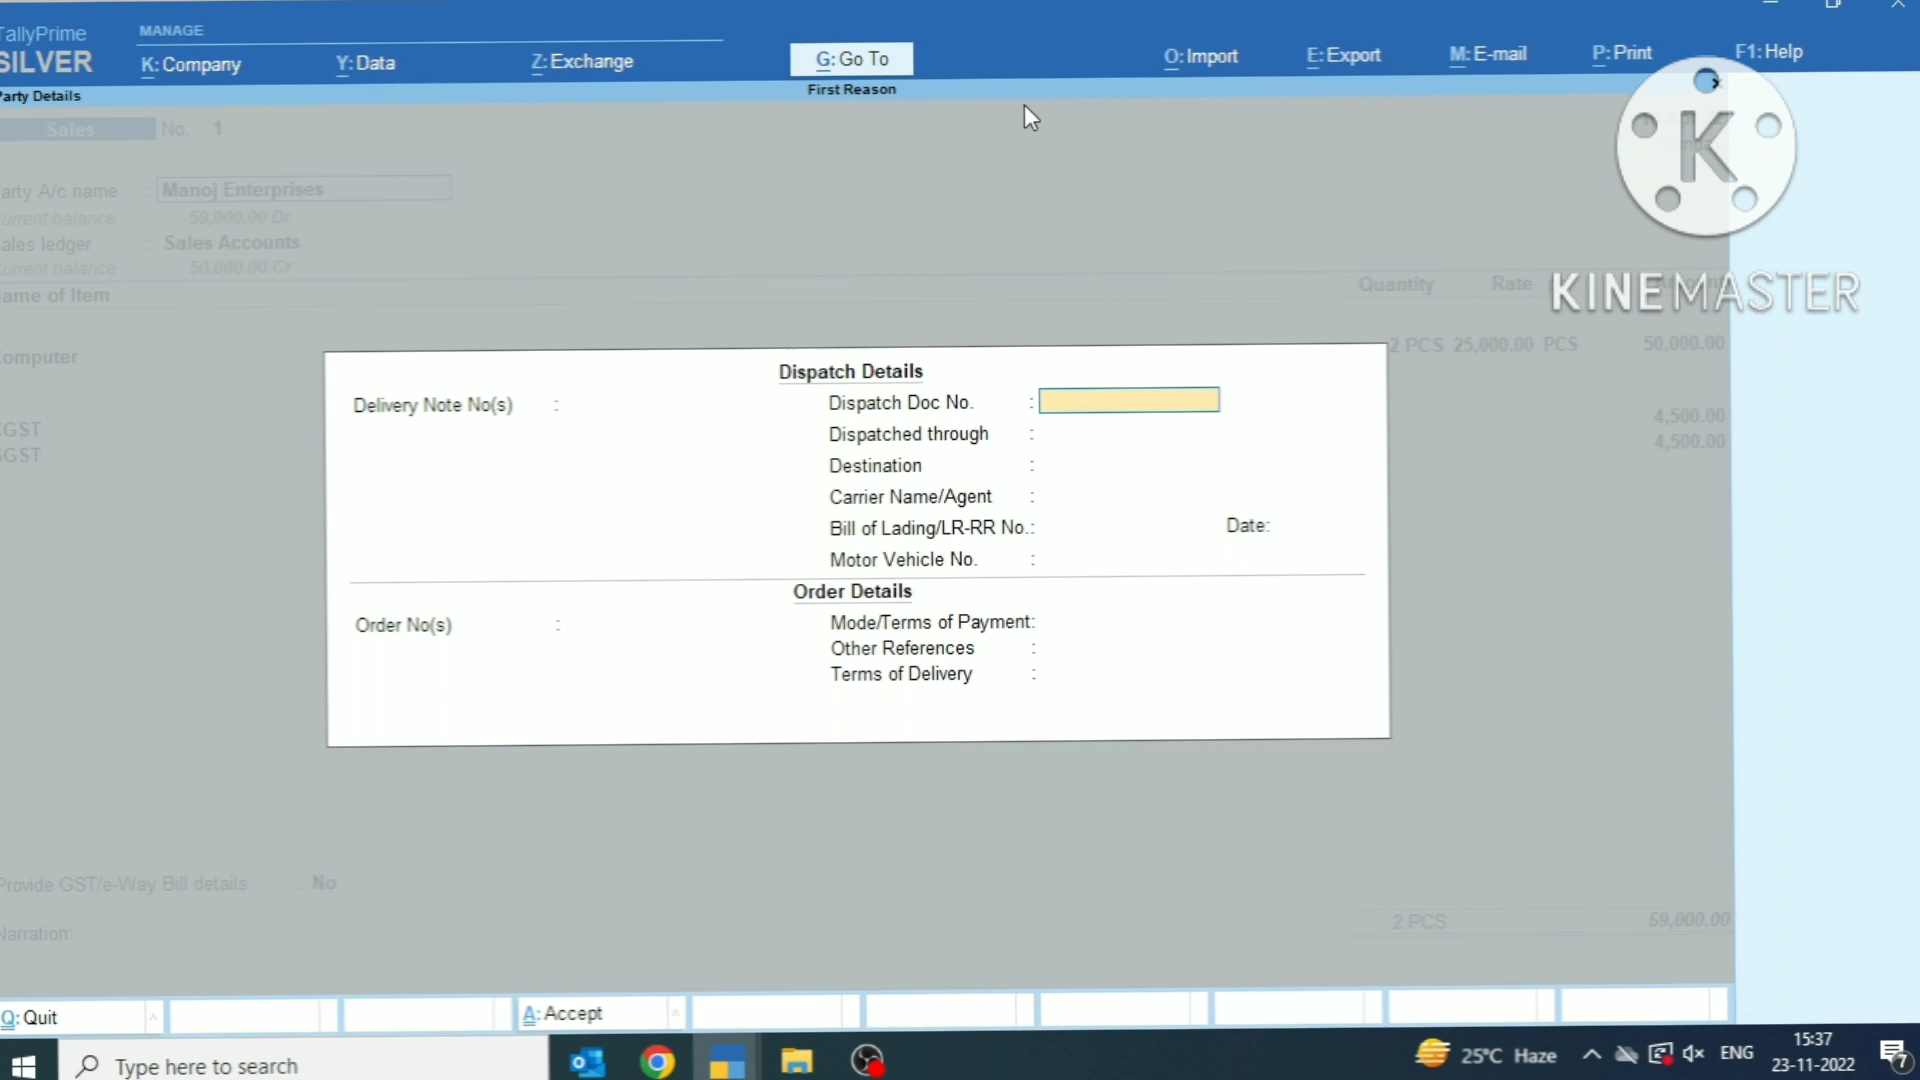 TallyPrime
SILVER
MANAGE
K: Company
Y: Data
Z: Exchange
G: Go To
O: Import
E: Export
M: E-mail
P: Print
F1: Help
Party Details
First Reason
Sales No. 1
Party A/c name : Manoj Enterprises
Current balance : 59,000.00 Dr
Sales ledger : Sales Accounts
Current balance : 50,000.00 Cr
Name of Item Quantity Rate
KINEMASTER
K
Computer 2 PCS 25,000.00 PCS 50,000.00
CGST 4,500.00
SGST 4,500.00
Dispatch Details
Delivery Note No(s) :
Dispatch Doc No. :
Dispatched through :
Destination :
Carrier Name/Agent :
Bill of Lading/LR-RR No.: Date:
Motor Vehicle No. :
Order Details
Order No(s) :
Mode/Terms of Payment:
Other References :
Terms of Delivery :
Provide GST/e-Way Bill details : No
Narration: 2 PCS 59,000.00
Q: Quit
A: Accept
Type here to search
25°C Haze
ENG
15:37
23-11-2022
7